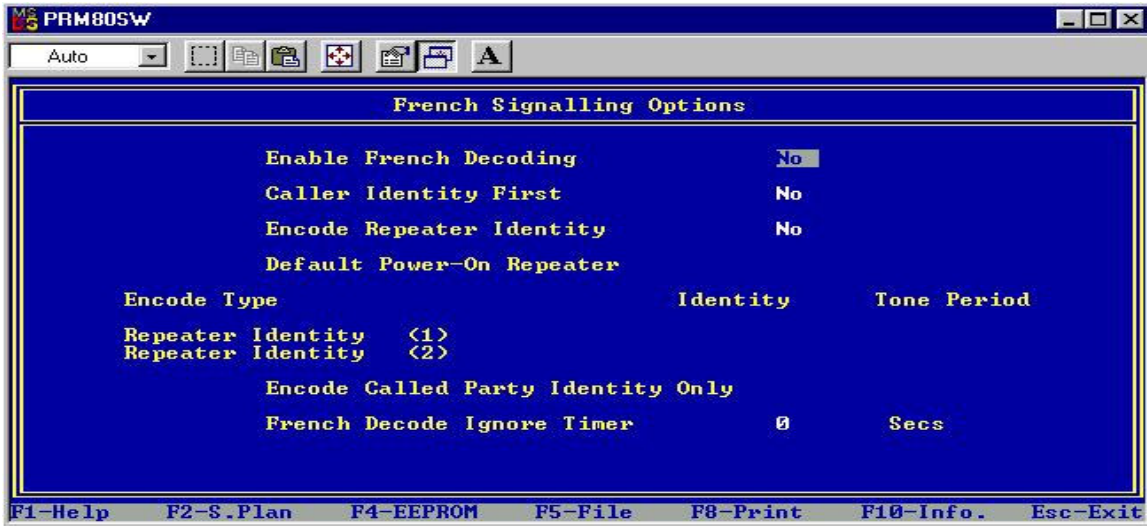 PRM80SW
Auto A
French Signalling Options
Enable French Decoding No
Caller Identity First No
Encode Repeater Identity No
Default Power-On Repeater
Encode Type Identity Tone Period
Repeater Identity (1)
Repeater Identity (2)
Encode Called Party Identity Only
French Decode Ignore Timer 0 Secs
F1-Help F2-S.Plan F4-EEPROM F5-File F8-Print F10-Info. Esc-Exit